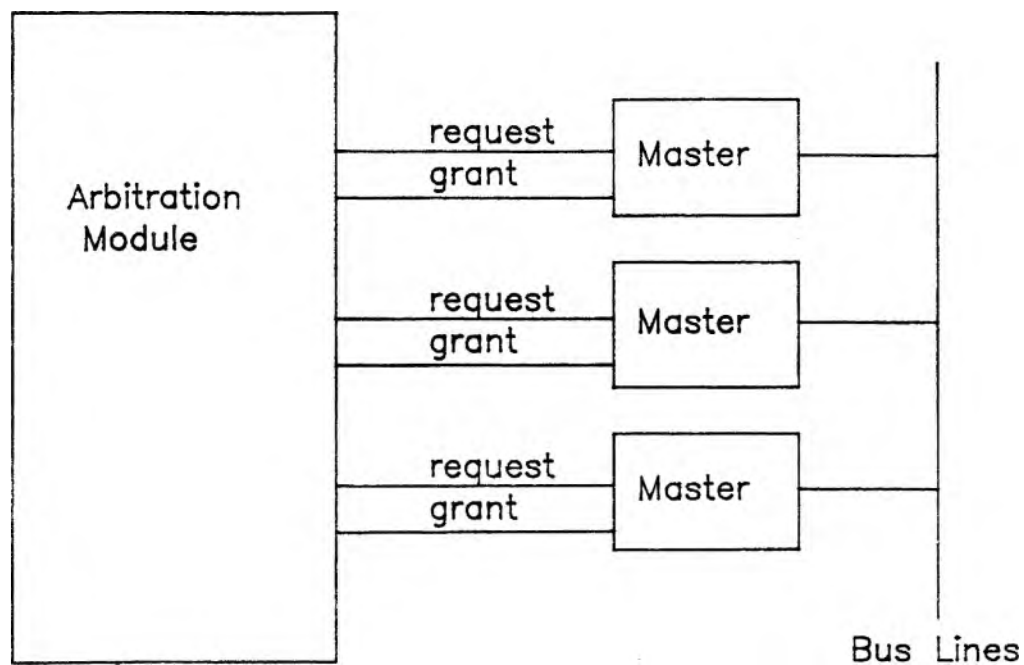 Arbitration
Module
request
grant
Master
request
grant
Master
request
grant
Master
Bus Lines